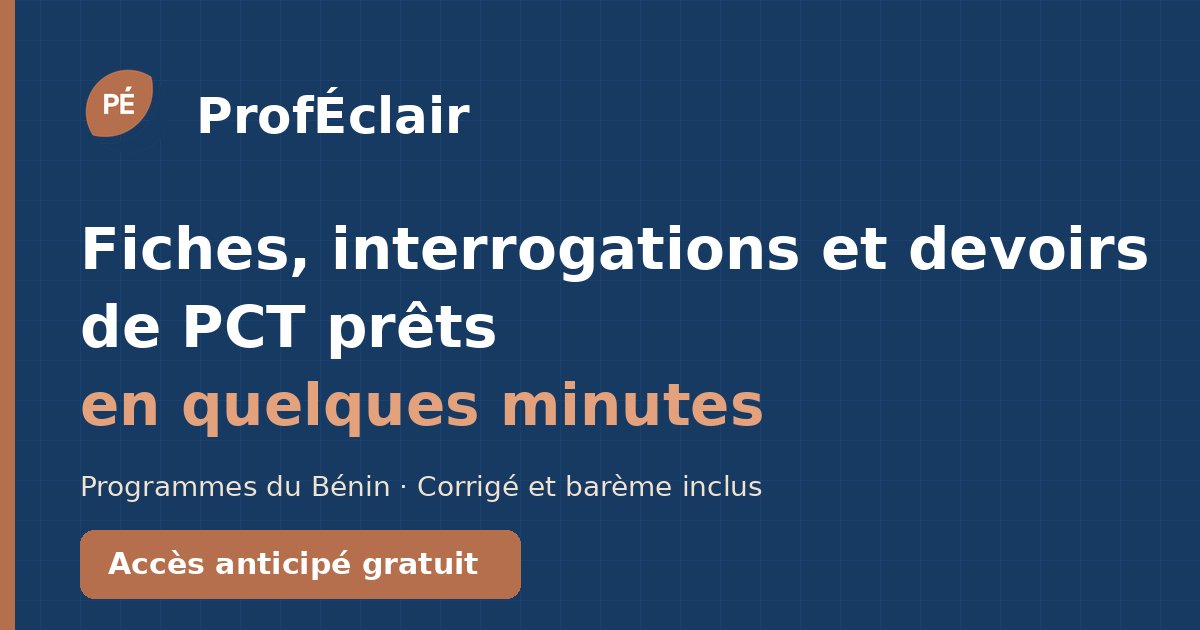 PÉ
ProfÉclair
Fiches, interrogations et devoirs
de PCT prêts
en quelques minutes
Programmes du Bénin · Corrigé et barème inclus
Accès anticipé gratuit